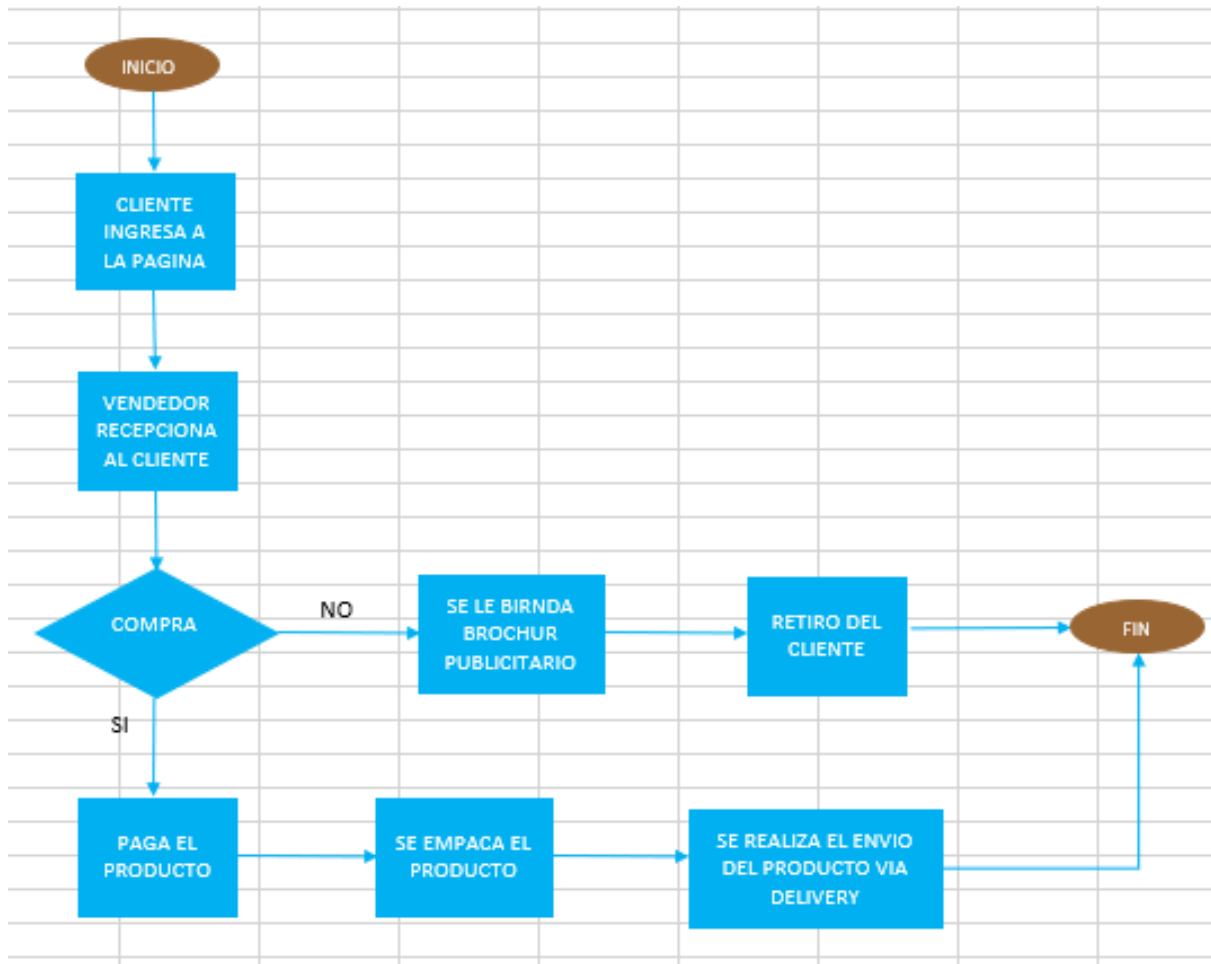 INICIO
CLIENTE
INGRESA A
LA PAGINA
VENDEDOR
RECEPCIONA
AL CLIENTE
COMPRA
NO
SE LE BIRNDA
BROCHUR
PUBLICITARIO
RETIRO DEL
CLIENTE
FIN
SI
PAGA EL
PRODUCTO
SE EMPACA EL
PRODUCTO
SE REALIZA EL ENVIO
DEL PRODUCTO VIA
DELIVERY